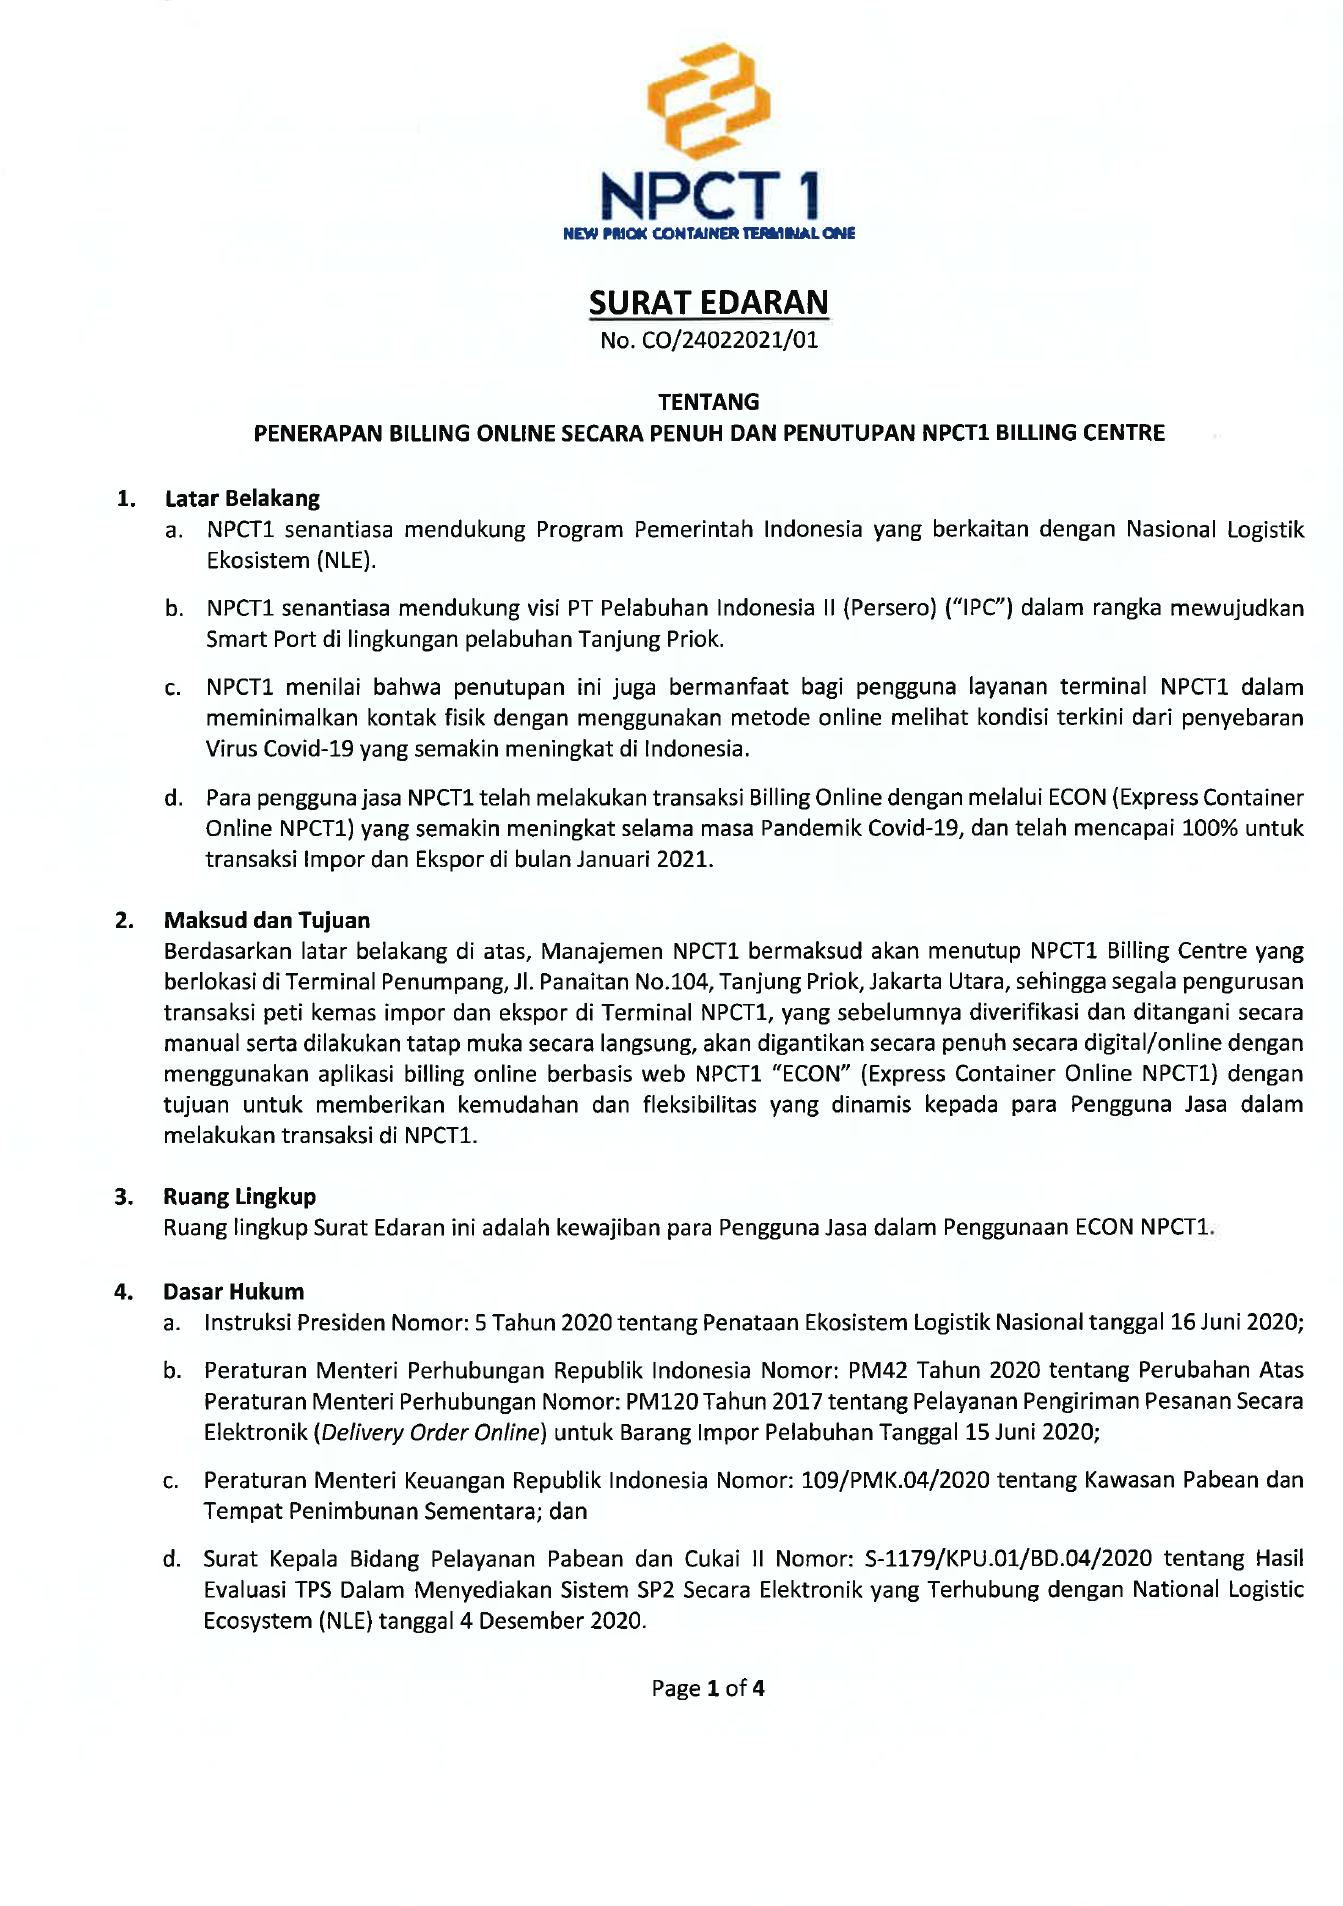 NPCT 1
NEW PRIOK CONTAINER TERMINAL ONE
SURAT EDARAN
No. CO/24022021/01
TENTANG
PENERAPAN BILLING ONLINE SECARA PENUH DAN PENUTUPAN NPCT1 BILLING CENTRE
1. Latar Belakang
a. NPCT1 senantiasa mendukung Program Pemerintah Indonesia yang berkaitan dengan Nasional Logistik
Ekosistem (NLE).
b. NPCT1 senantiasa mendukung visi PT Pelabuhan Indonesia II (Persero) (“IPC”) dalam rangka mewujudkan
Smart Port di lingkungan pelabuhan Tanjung Priok.
c. NPCT1 menilai bahwa penutupan ini juga bermanfaat bagi pengguna layanan terminal NPCT1 dalam
meminimalkan kontak fisik dengan menggunakan metode online melihat kondisi terkini dari penyebaran
Virus Covid-19 yang semakin meningkat di Indonesia.
d. Para pengguna jasa NPCT1 telah melakukan transaksi Billing Online dengan melalui ECON (Express Container
Online NPCT1) yang semakin meningkat selama masa Pandemik Covid-19, dan telah mencapai 100% untuk
transaksi Impor dan Ekspor di bulan Januari 2021.
2. Maksud dan Tujuan
Berdasarkan latar belakang di atas, Manajemen NPCT1 bermaksud akan menutup NPCT1 Billing Centre yang
berlokasi di Terminal Penumpang, Jl. Panaitan No.104, Tanjung Priok, Jakarta Utara, sehingga segala pengurusan
transaksi peti kemas impor dan ekspor di Terminal NPCT1, yang sebelumnya diverifikasi dan ditangani secara
manual serta dilakukan tatap muka secara langsung, akan digantikan secara penuh secara digital/online dengan
menggunakan aplikasi billing online berbasis web NPCT1 “ECON” (Express Container Online NPCT1) dengan
tujuan untuk memberikan kemudahan dan fleksibilitas yang dinamis kepada para Pengguna Jasa dalam
melakukan transaksi di NPCT1.
3. Ruang Lingkup
Ruang lingkup Surat Edaran ini adalah kewajiban para Pengguna Jasa dalam Penggunaan ECON NPCT1.
4. Dasar Hukum
a. Instruksi Presiden Nomor: 5 Tahun 2020 tentang Penataan Ekosistem Logistik Nasional tanggal 16 Juni 2020;
b. Peraturan Menteri Perhubungan Republik Indonesia Nomor: PM42 Tahun 2020 tentang Perubahan Atas
Peraturan Menteri Perhubungan Nomor: PM120 Tahun 2017 tentang Pelayanan Pengiriman Pesanan Secara
Elektronik (Delivery Order Online) untuk Barang Impor Pelabuhan Tanggal 15 Juni 2020;
c. Peraturan Menteri Keuangan Republik Indonesia Nomor: 109/PMK.04/2020 tentang Kawasan Pabean dan
Tempat Penimbunan Sementara; dan
d. Surat Kepala Bidang Pelayanan Pabean dan Cukai II Nomor: S-1179/KPU.01/BD.04/2020 tentang Hasil
Evaluasi TPS Dalam Menyediakan Sistem SP2 Secara Elektronik yang Terhubung dengan National Logistic
Ecosystem (NLE) tanggal 4 Desember 2020.
Page 1 of 4